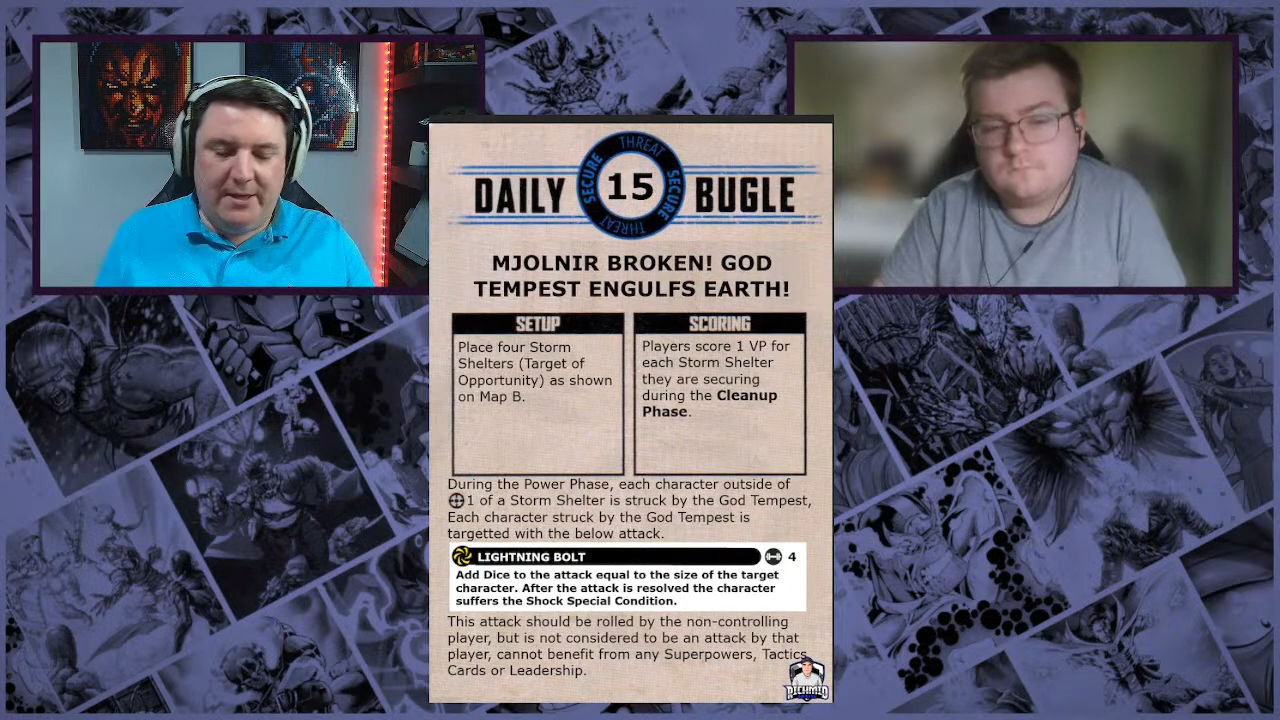 THREAT
SECURE
SECURE
THREAT
DAILY 15 BUGLE
MJOLNIR BROKEN! GOD
TEMPEST ENGULFS EARTH!
SETUP
Place four Storm
Shelters (Target of
Opportunity) as shown
on Map B.
SCORING
Players score 1 VP for
each Storm Shelter
they are securing
during the Cleanup
Phase.
During the Power Phase, each character outside of
1 of a Storm Shelter is struck by the God Tempest,
Each character struck by the God Tempest is
targetted with the below attack.
LIGHTNING BOLT 4
Add Dice to the attack equal to the size of the target
character. After the attack is resolved the character
suffers the Shock Special Condition.
This attack should be rolled by the non-controlling
player, but is not considered to be an attack by that
player, cannot benefit from any Superpowers, Tactics
Cards or Leadership.
RICHMID